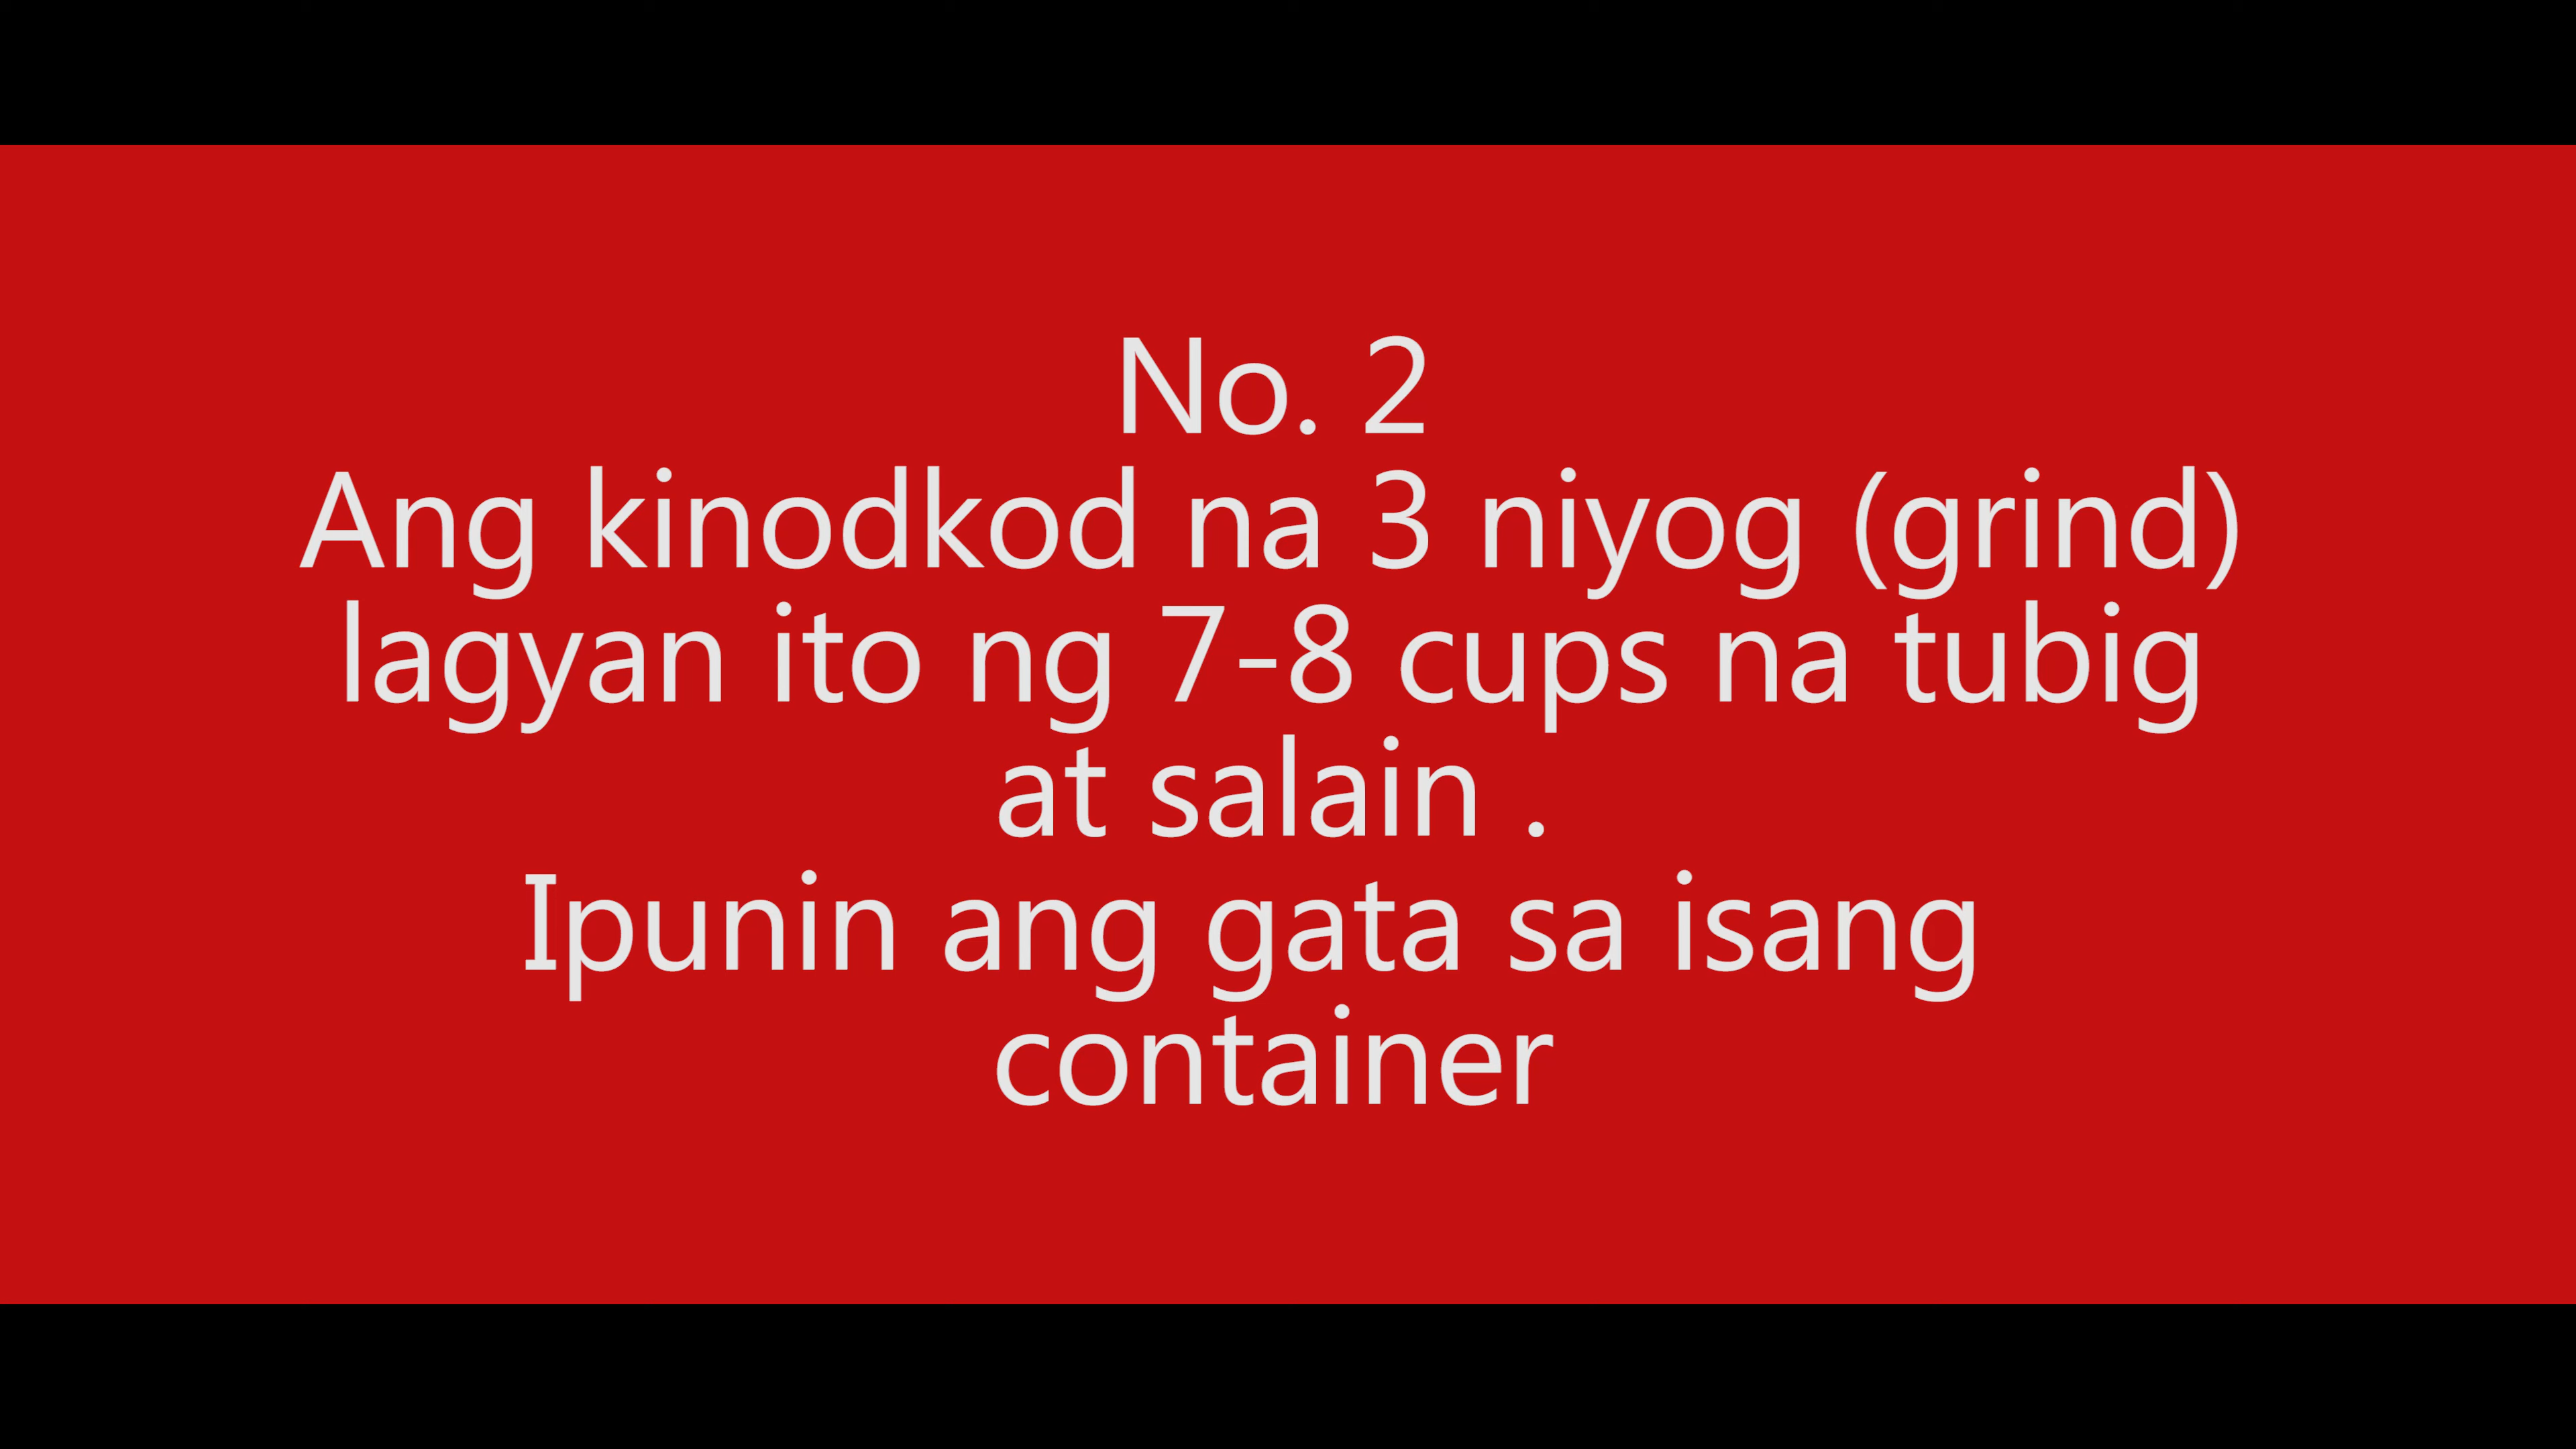 No. 2
Ang kinodkod na 3 niyog (grind)
lagyan ito ng 7-8 cups na tubig
at salain .
Ipunin ang gata sa isang
container